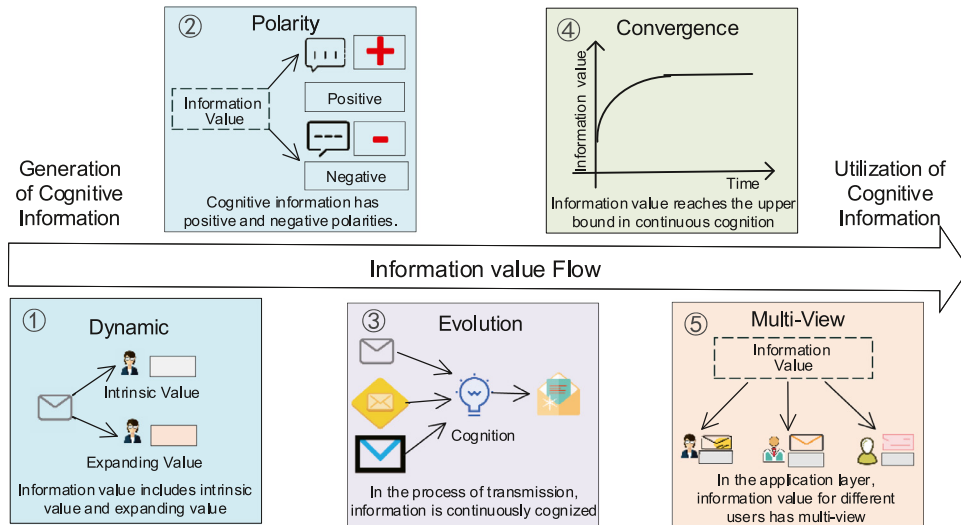 ②
Polarity
Information
Value
Positive
Negative
Cognitive information has
positive and negative polarities.
④
Convergence
Information value
Time
Information value reaches the upper
bound in continuous cognition
Generation
of Cognitive
Information
Utilization of
Cognitive
Information
Information value Flow
①
Dynamic
Intrinsic Value
Expanding Value
Information value includes intrinsic
value and expanding value
③
Evolution
Cognition
In the process of transmission,
information is continuously cognized
⑤
Multi-View
Information
Value
In the application layer,
information value for different
users has multi-view